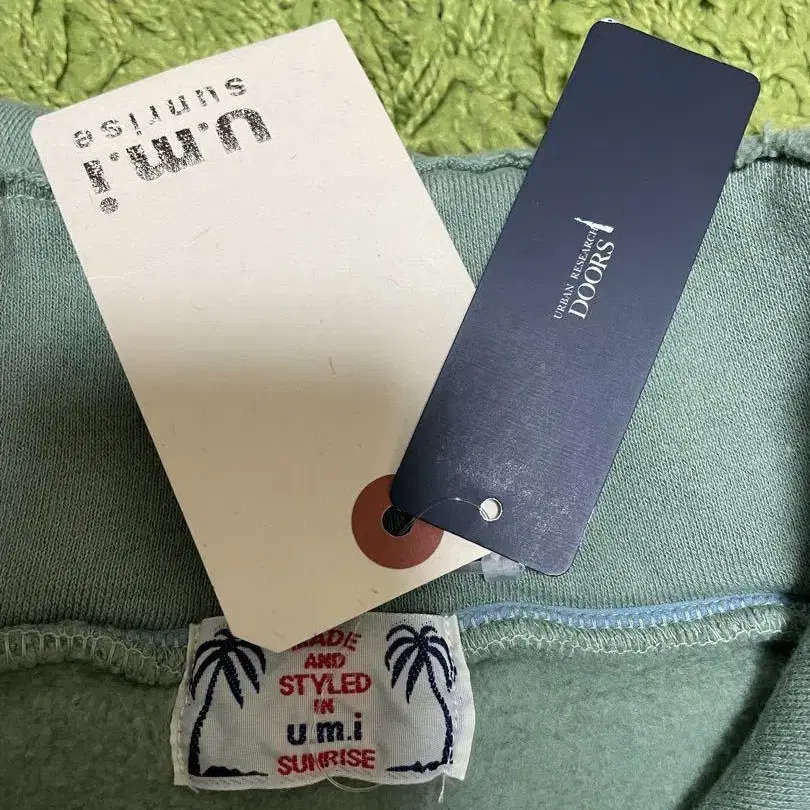 u.m.i
sunrise
URBAN RESEARCH
DOORS
MADE
AND
STYLED
IN
u.m.i
SUNRISE